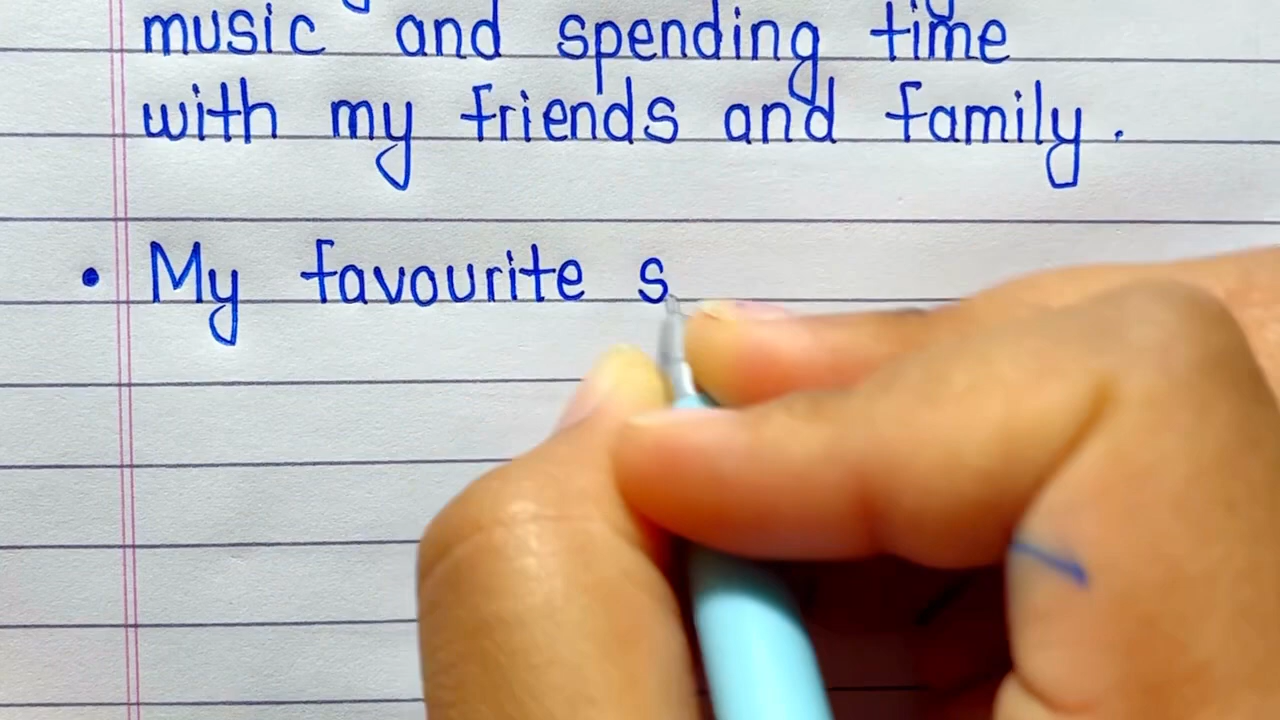 music and spending time
with my friends and family.
• My favourite s